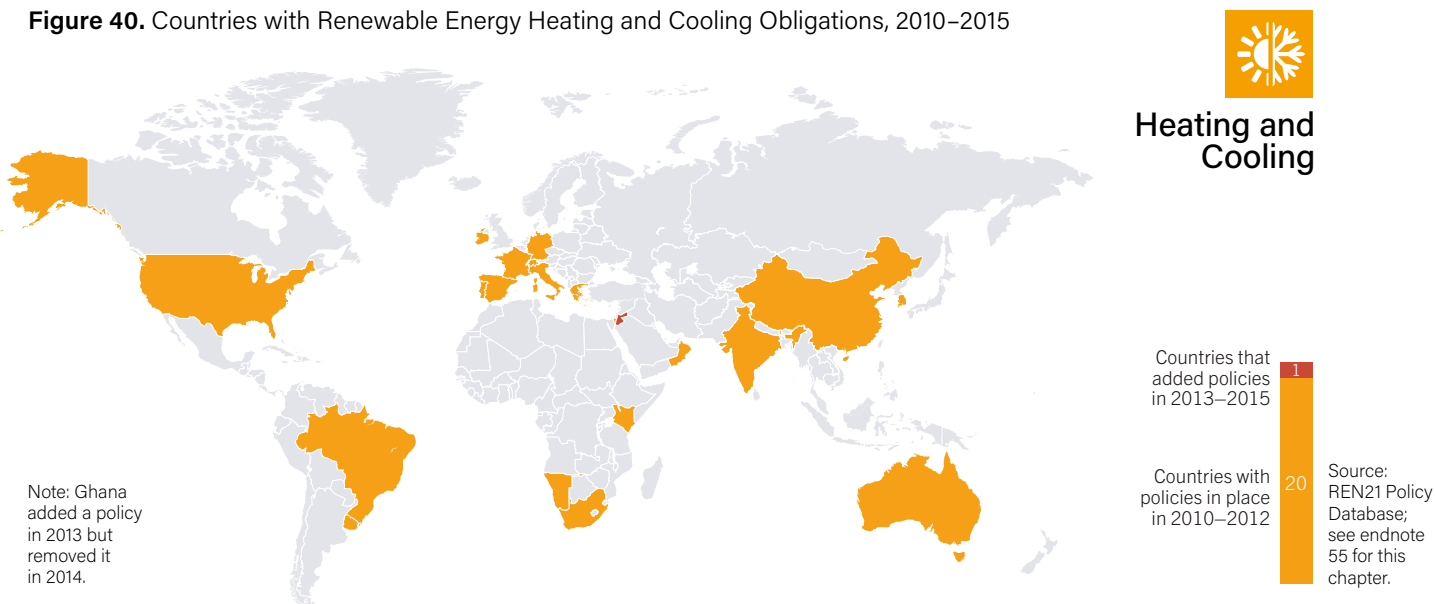 Figure 40. Countries with Renewable Energy Heating and Cooling Obligations, 2010–2015
Heating and
Cooling
Countries that
added policies
in 2013–2015
1
Countries with
policies in place
in 2010–2012
20
Source:
REN21 Policy
Database;
see endnote
55 for this
chapter.
Note: Ghana
added a policy
in 2013 but
removed it
in 2014.